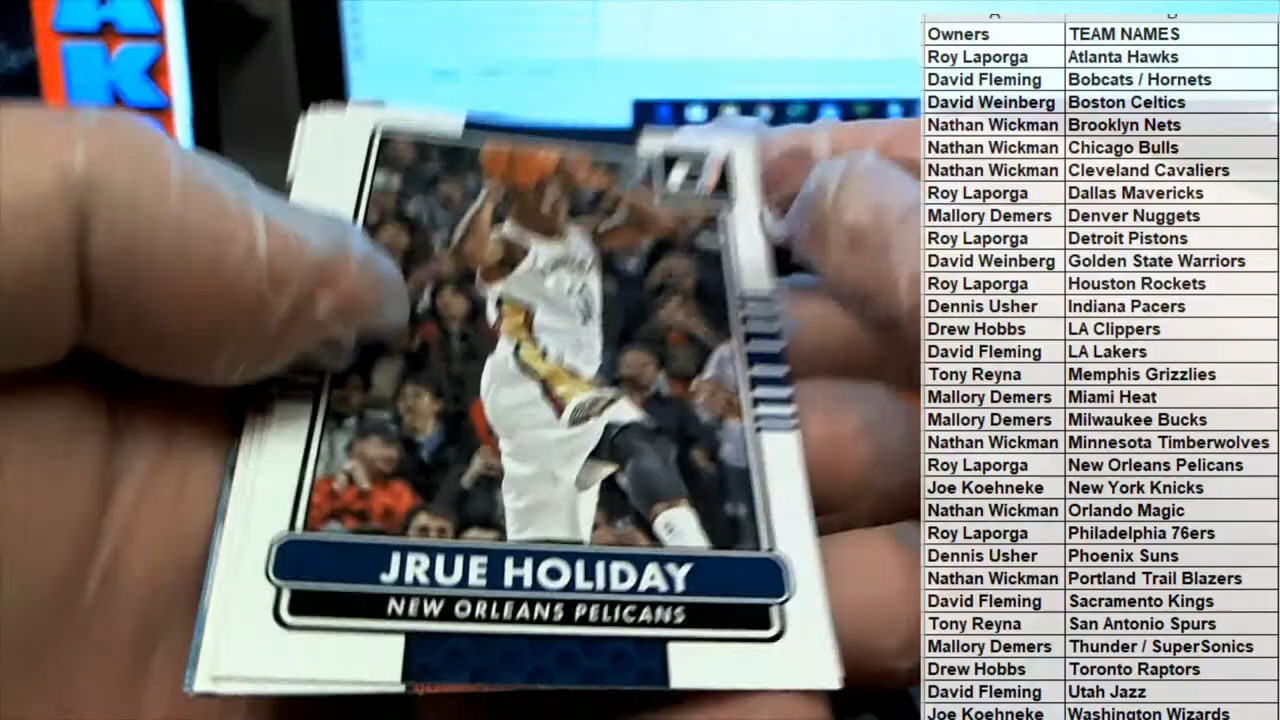 AK
JRUE HOLIDAY
NEW ORLEANS PELICANS
Owners TEAM NAMES
Roy Laporga Atlanta Hawks
David Fleming Bobcats / Hornets
David Weinberg Boston Celtics
Nathan Wickman Brooklyn Nets
Nathan Wickman Chicago Bulls
Nathan Wickman Cleveland Cavaliers
Roy Laporga Dallas Mavericks
Mallory Demers Denver Nuggets
Roy Laporga Detroit Pistons
David Weinberg Golden State Warriors
Roy Laporga Houston Rockets
Dennis Usher Indiana Pacers
Drew Hobbs LA Clippers
David Fleming LA Lakers
Tony Reyna Memphis Grizzlies
Mallory Demers Miami Heat
Mallory Demers Milwaukee Bucks
Nathan Wickman Minnesota Timberwolves
Roy Laporga New Orleans Pelicans
Joe Koehneke New York Knicks
Nathan Wickman Orlando Magic
Roy Laporga Philadelphia 76ers
Dennis Usher Phoenix Suns
Nathan Wickman Portland Trail Blazers
David Fleming Sacramento Kings
Tony Reyna San Antonio Spurs
Mallory Demers Thunder / SuperSonics
Drew Hobbs Toronto Raptors
David Fleming Utah Jazz
Joe Koehneke Washington Wizards